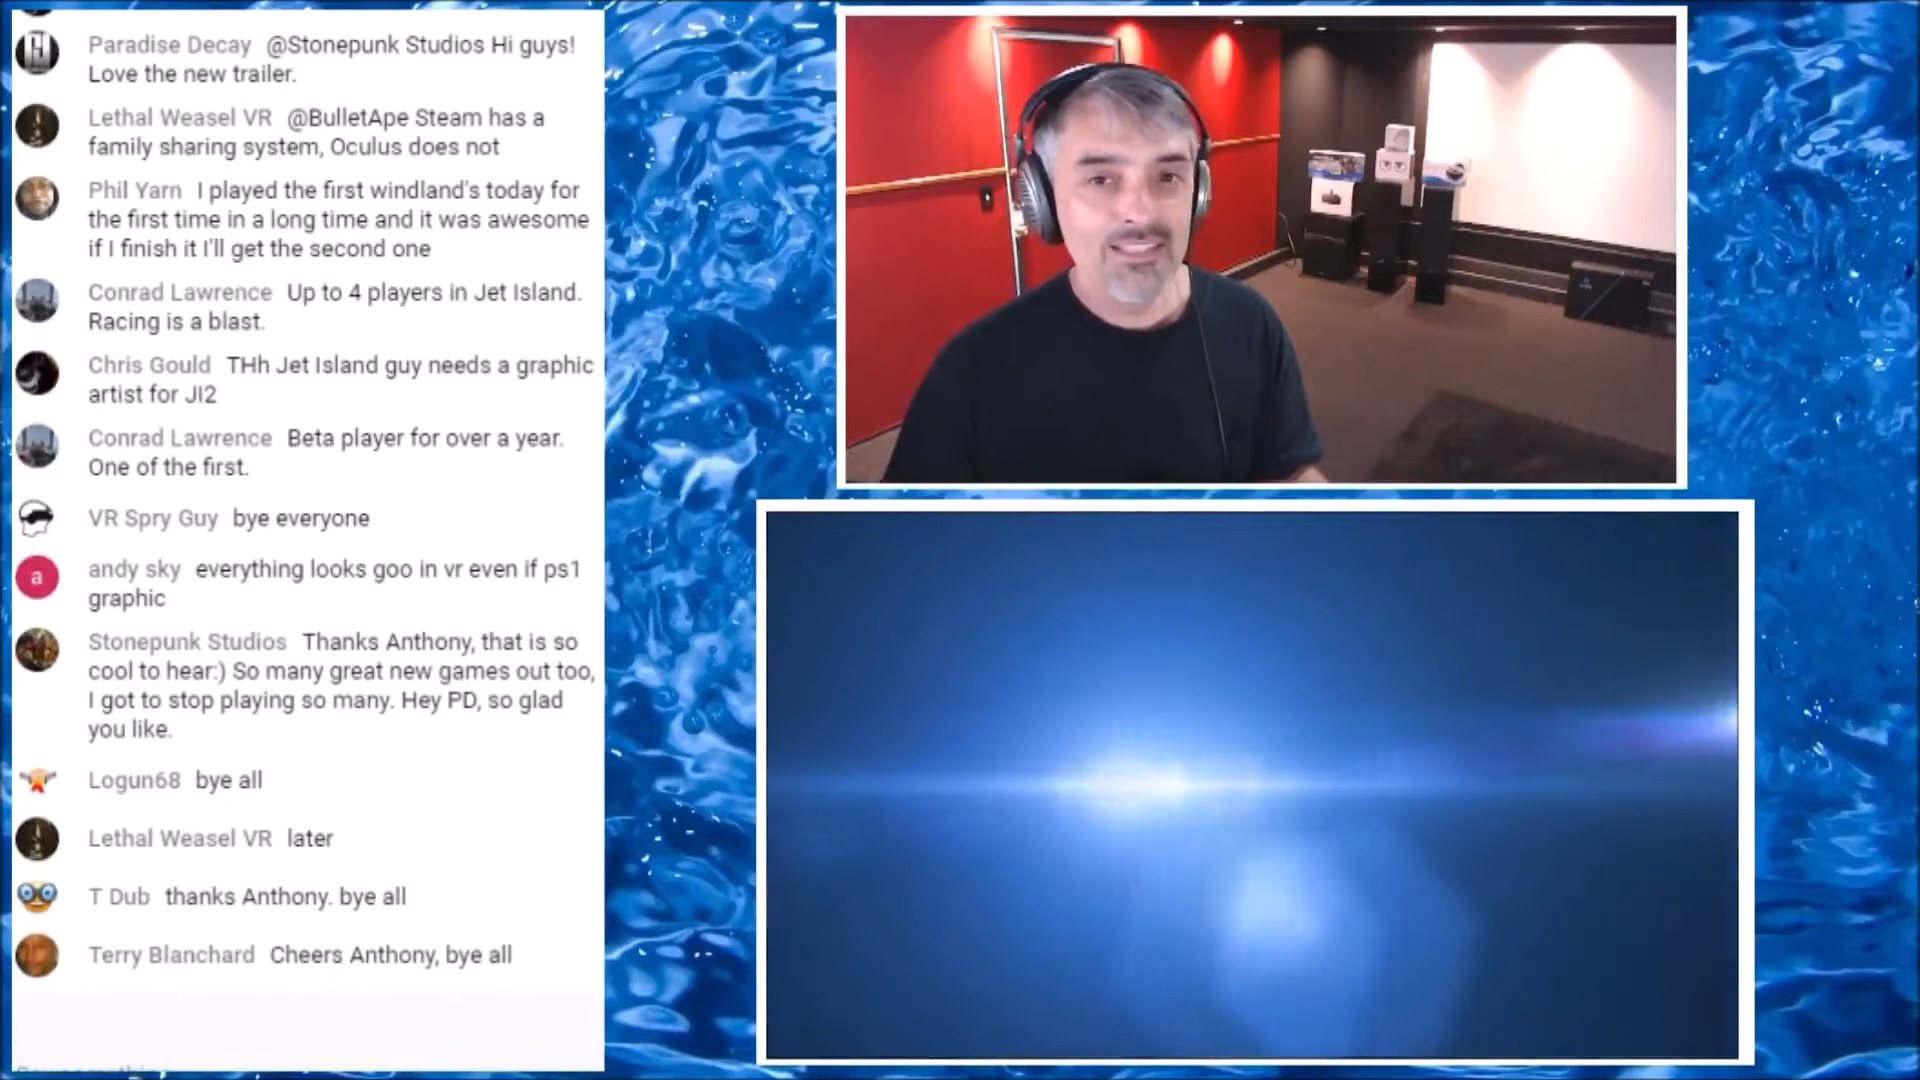 Paradise Decay @Stonepunk Studios Hi guys!
Love the new trailer.
Lethal Weasel VR @BulletApe Steam has a
family sharing system, Oculus does not
Phil Yarn I played the first windland's today for
the first time in a long time and it was awesome
if I finish it I'll get the second one
Conrad Lawrence Up to 4 players in Jet Island.
Racing is a blast.
Chris Gould THh Jet Island guy needs a graphic
artist for JI2
Conrad Lawrence Beta player for over a year.
One of the first.
VR Spry Guy bye everyone
a
andy sky everything looks goo in vr even if ps1
graphic
Stonepunk Studios Thanks Anthony, that is so
cool to hear:) So many great new games out too,
I got to stop playing so many. Hey PD, so glad
you like.
Logun68 bye all
Lethal Weasel VR later
T Dub thanks Anthony. bye all
Terry Blanchard Cheers Anthony, bye all